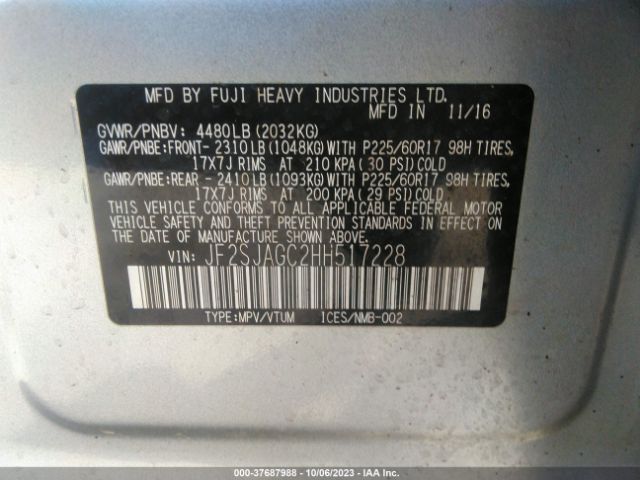 MFD BY FUJI HEAVY INDUSTRIES LTD.
MFD IN 11/16
GVWR/PNBV: 4480LB(2032KG)
GAWR/PNBE:FRONT- 2310LB(1048KG)WITH P225/60R17 98H TIRES,
17X7J RIMS AT 210 KPA(30 PSI)COLD
GAWR/PNBE:REAR - 2410LB(1093KG)WITH P225/60R17 98H TIRES,
17X7J RIMS AT 200 KPA(29 PSI)COLD
THIS VEHICLE CONFORMS TO ALL APPLICABLE FEDERAL MOTOR
VEHICLE SAFETY AND THEFT PREVENTION STANDARDS IN EFFECT ON
THE DATE OF MANUFACTURE SHOWN ABOVE.
VIN: JF2SJAGC2HH517228
TYPE:MPV/VTUM ICES/NMB-002
000-37687988 - 10/06/2023 - IAA Inc.